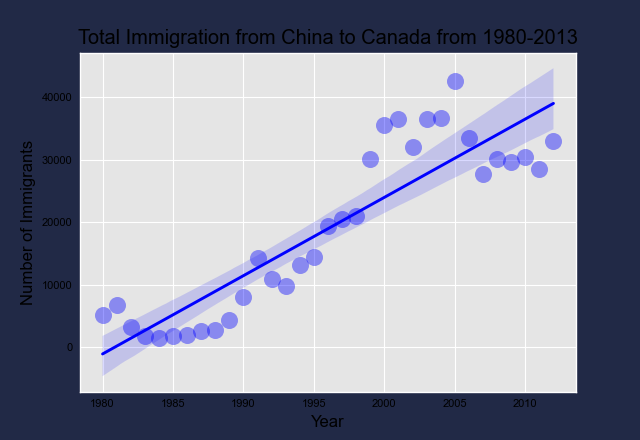 Total Immigration from China to Canada from 1980-2013
40000
30000
20000
10000
0
Number of Immigrants
1980 1985 1990 1995 2000 2005 2010
Year